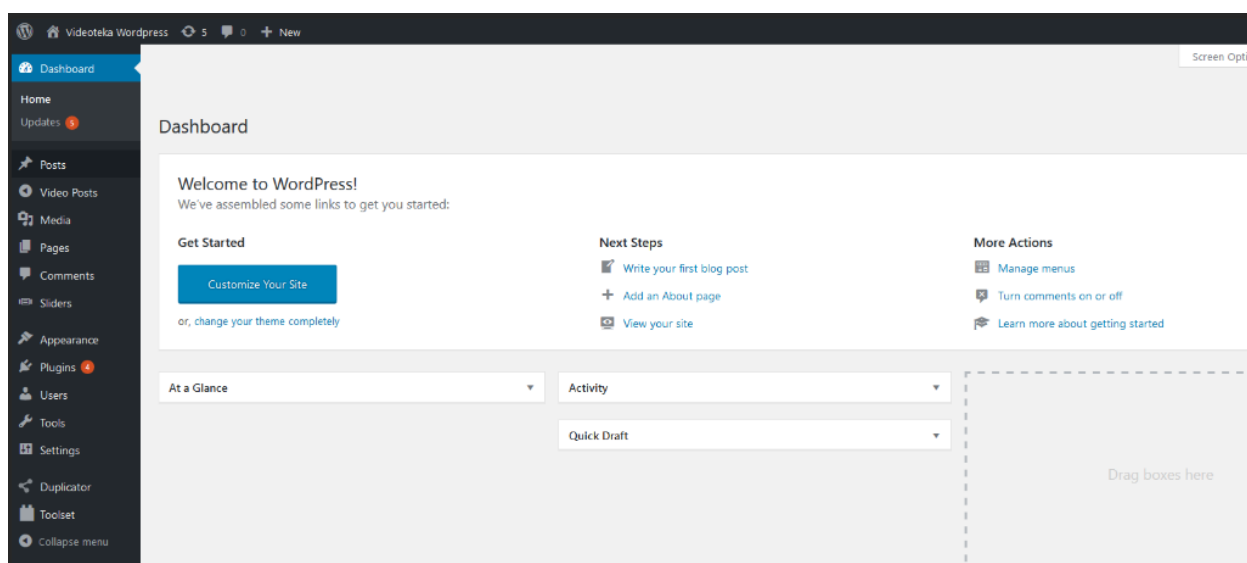 Videoteka Wordpress 5 0 + New
Screen Opti
Dashboard
Home
Updates 5
Posts
Video Posts
Media
Pages
Comments
Sliders
Appearance
Plugins 4
Users
Tools
Settings
Duplicator
Toolset
Collapse menu
Dashboard
Welcome to WordPress!
We've assembled some links to get you started:
Get Started
Customize Your Site
or, change your theme completely
Next Steps
Write your first blog post
Add an About page
View your site
More Actions
Manage menus
Turn comments on or off
Learn more about getting started
At a Glance
Activity
Quick Draft
Drag boxes here